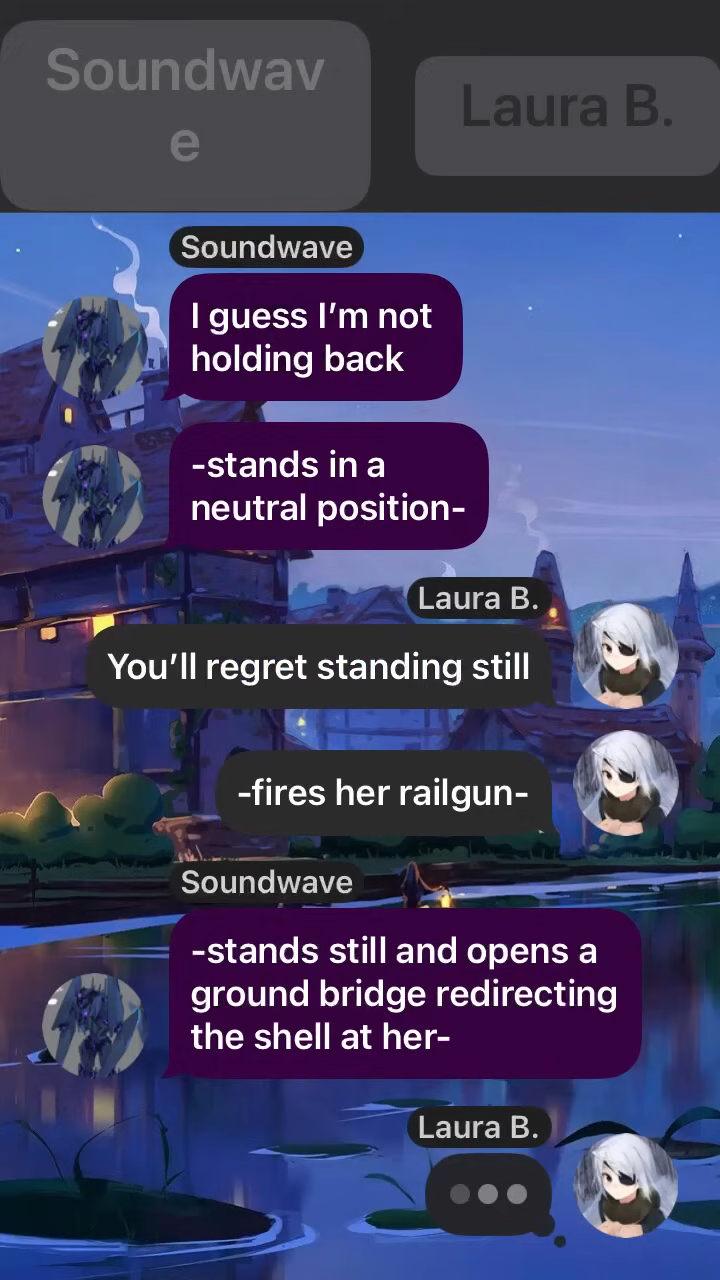 Soundwav
e
Laura B.
Soundwave
I guess I’m not
holding back
-stands in a
neutral position-
Laura B.
You’ll regret standing still
-fires her railgun-
Soundwave
-stands still and opens a
ground bridge redirecting
the shell at her-
Laura B.